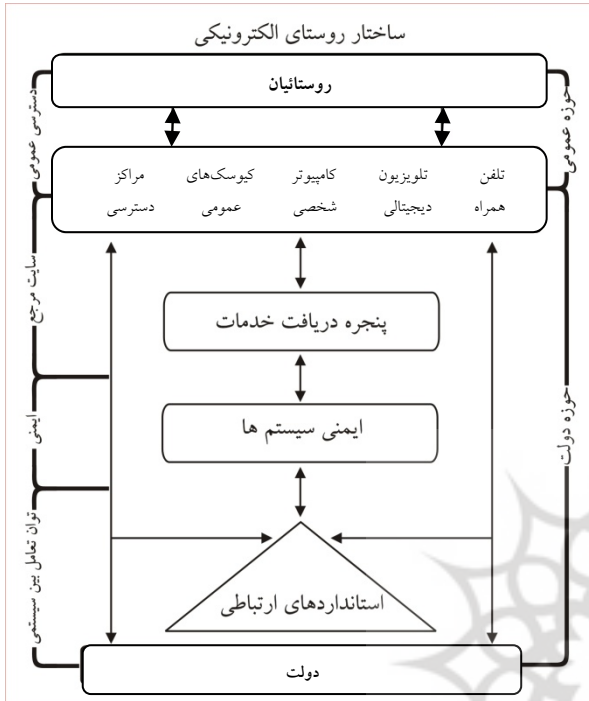 ساختار روستای الکترونیکی
روستائیان
تلفن همراه
تلویزیون دیجیتالی
کامپیوتر شخصی
کیوسک‌های عمومی
مراکز دسترسی
پنجره دریافت خدمات
ایمنی سیستم ها
استانداردهای ارتباطی
دولت
حوزه عمومی
حوزه دولت
دسترسی عمومی
سایت مرجع
ایمنی
توان تعامل بین سیستمی